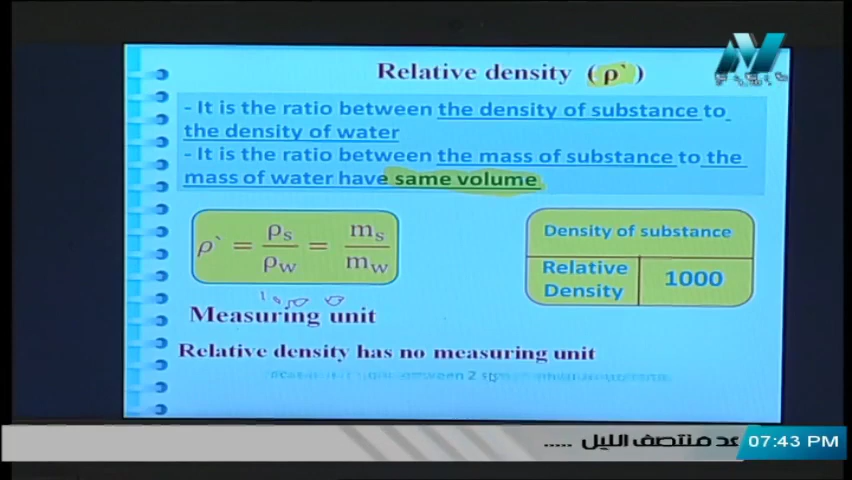 Relative density (ρ`)
- It is the ratio between the density of substance to
the density of water
- It is the ratio between the mass of substance to the
mass of water have same volume
ρ` = ρs / ρw = ms / mw
Density of substance
Relative
Density
1000
Measuring unit
Relative density has no measuring unit
between 2
منتصف الليل .....
07:43 PM